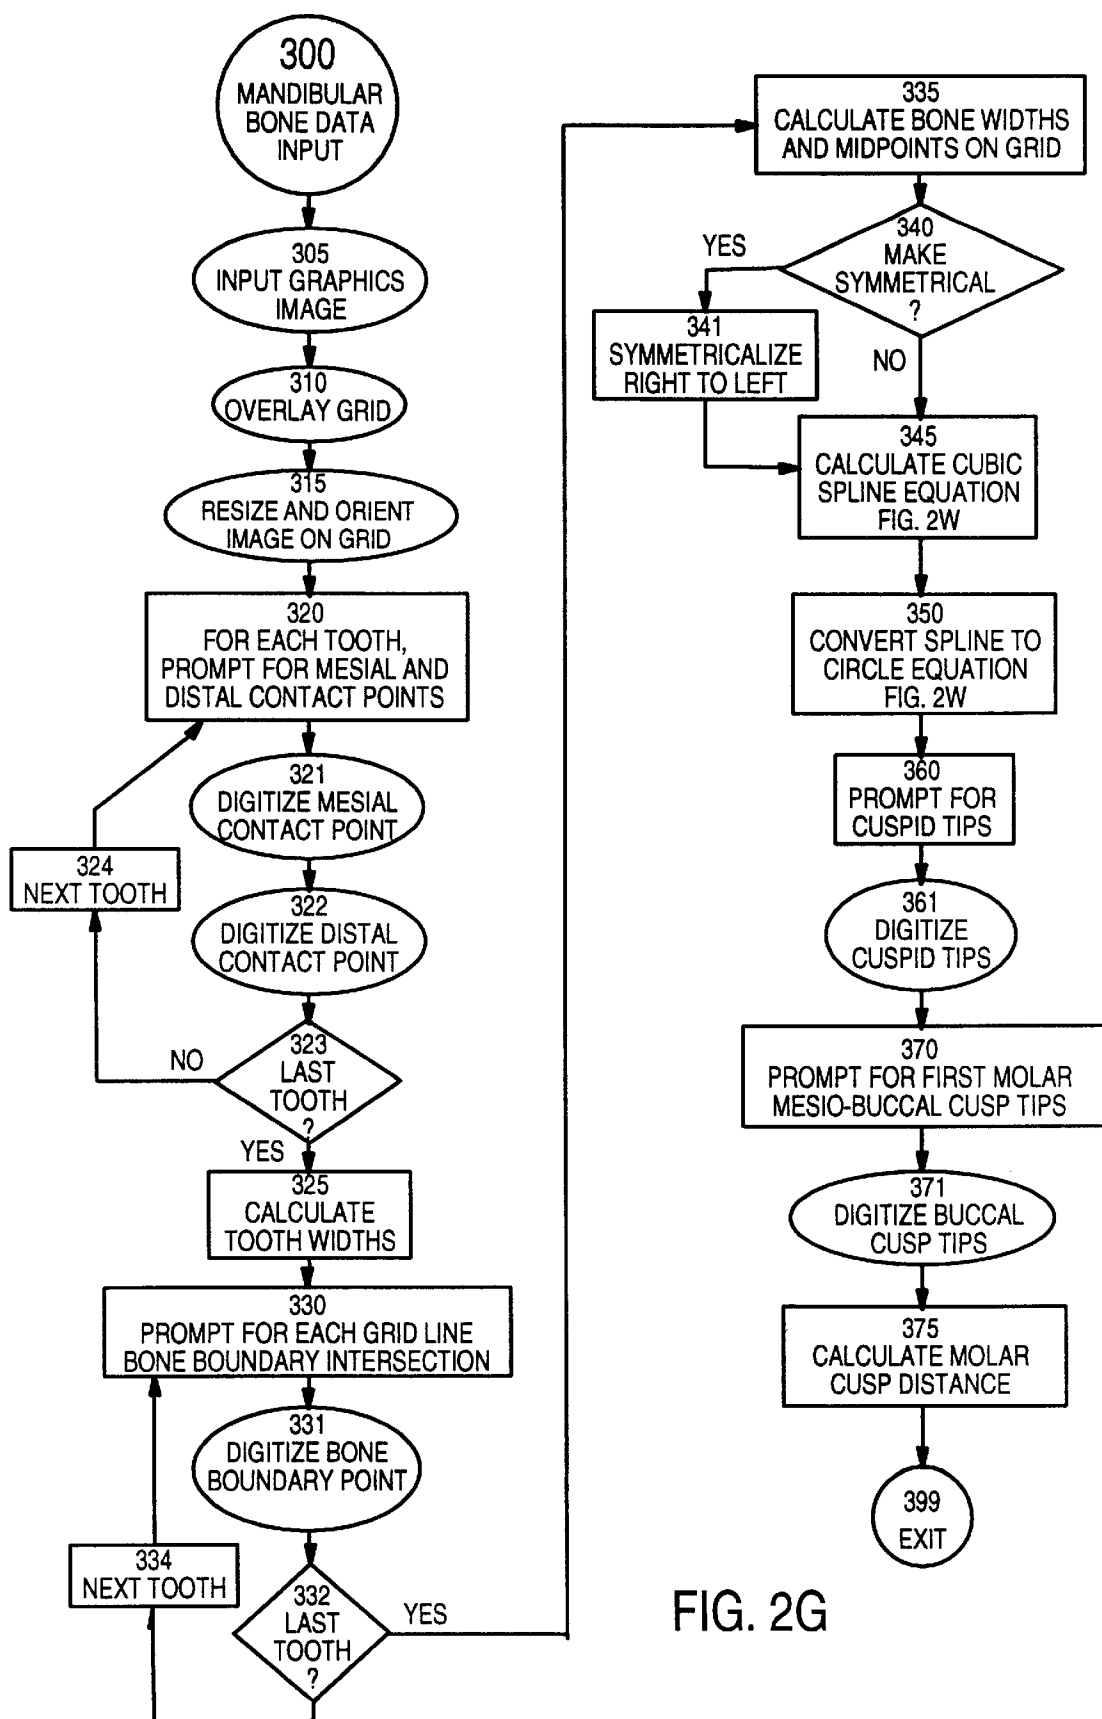 300
MANDIBULAR
BONE DATA
INPUT
305
INPUT GRAPHICS
IMAGE
310
OVERLAY GRID
315
RESIZE AND ORIENT
IMAGE ON GRID
320
FOR EACH TOOTH,
PROMPT FOR MESIAL AND
DISTAL CONTACT POINTS
321
DIGITIZE MESIAL
CONTACT POINT
324
NEXT TOOTH
322
DIGITIZE DISTAL
CONTACT POINT
323
LAST
TOOTH
?
NO
YES
325
CALCULATE
TOOTH WIDTHS
330
PROMPT FOR EACH GRID LINE
BONE BOUNDARY INTERSECTION
331
DIGITIZE BONE
BOUNDARY POINT
334
NEXT TOOTH
332
LAST
TOOTH
?
YES
335
CALCULATE BONE WIDTHS
AND MIDPOINTS ON GRID
340
MAKE
SYMMETRICAL
?
YES
341
SYMMETRICALIZE
RIGHT TO LEFT
NO
345
CALCULATE CUBIC
SPLINE EQUATION
FIG. 2W
350
CONVERT SPLINE TO
CIRCLE EQUATION
FIG. 2W
360
PROMPT FOR
CUSPID TIPS
361
DIGITIZE
CUSPID TIPS
370
PROMPT FOR FIRST MOLAR
MESIO-BUCCAL CUSP TIPS
371
DIGITIZE BUCCAL
CUSP TIPS
375
CALCULATE MOLAR
CUSP DISTANCE
399
EXIT
FIG. 2G